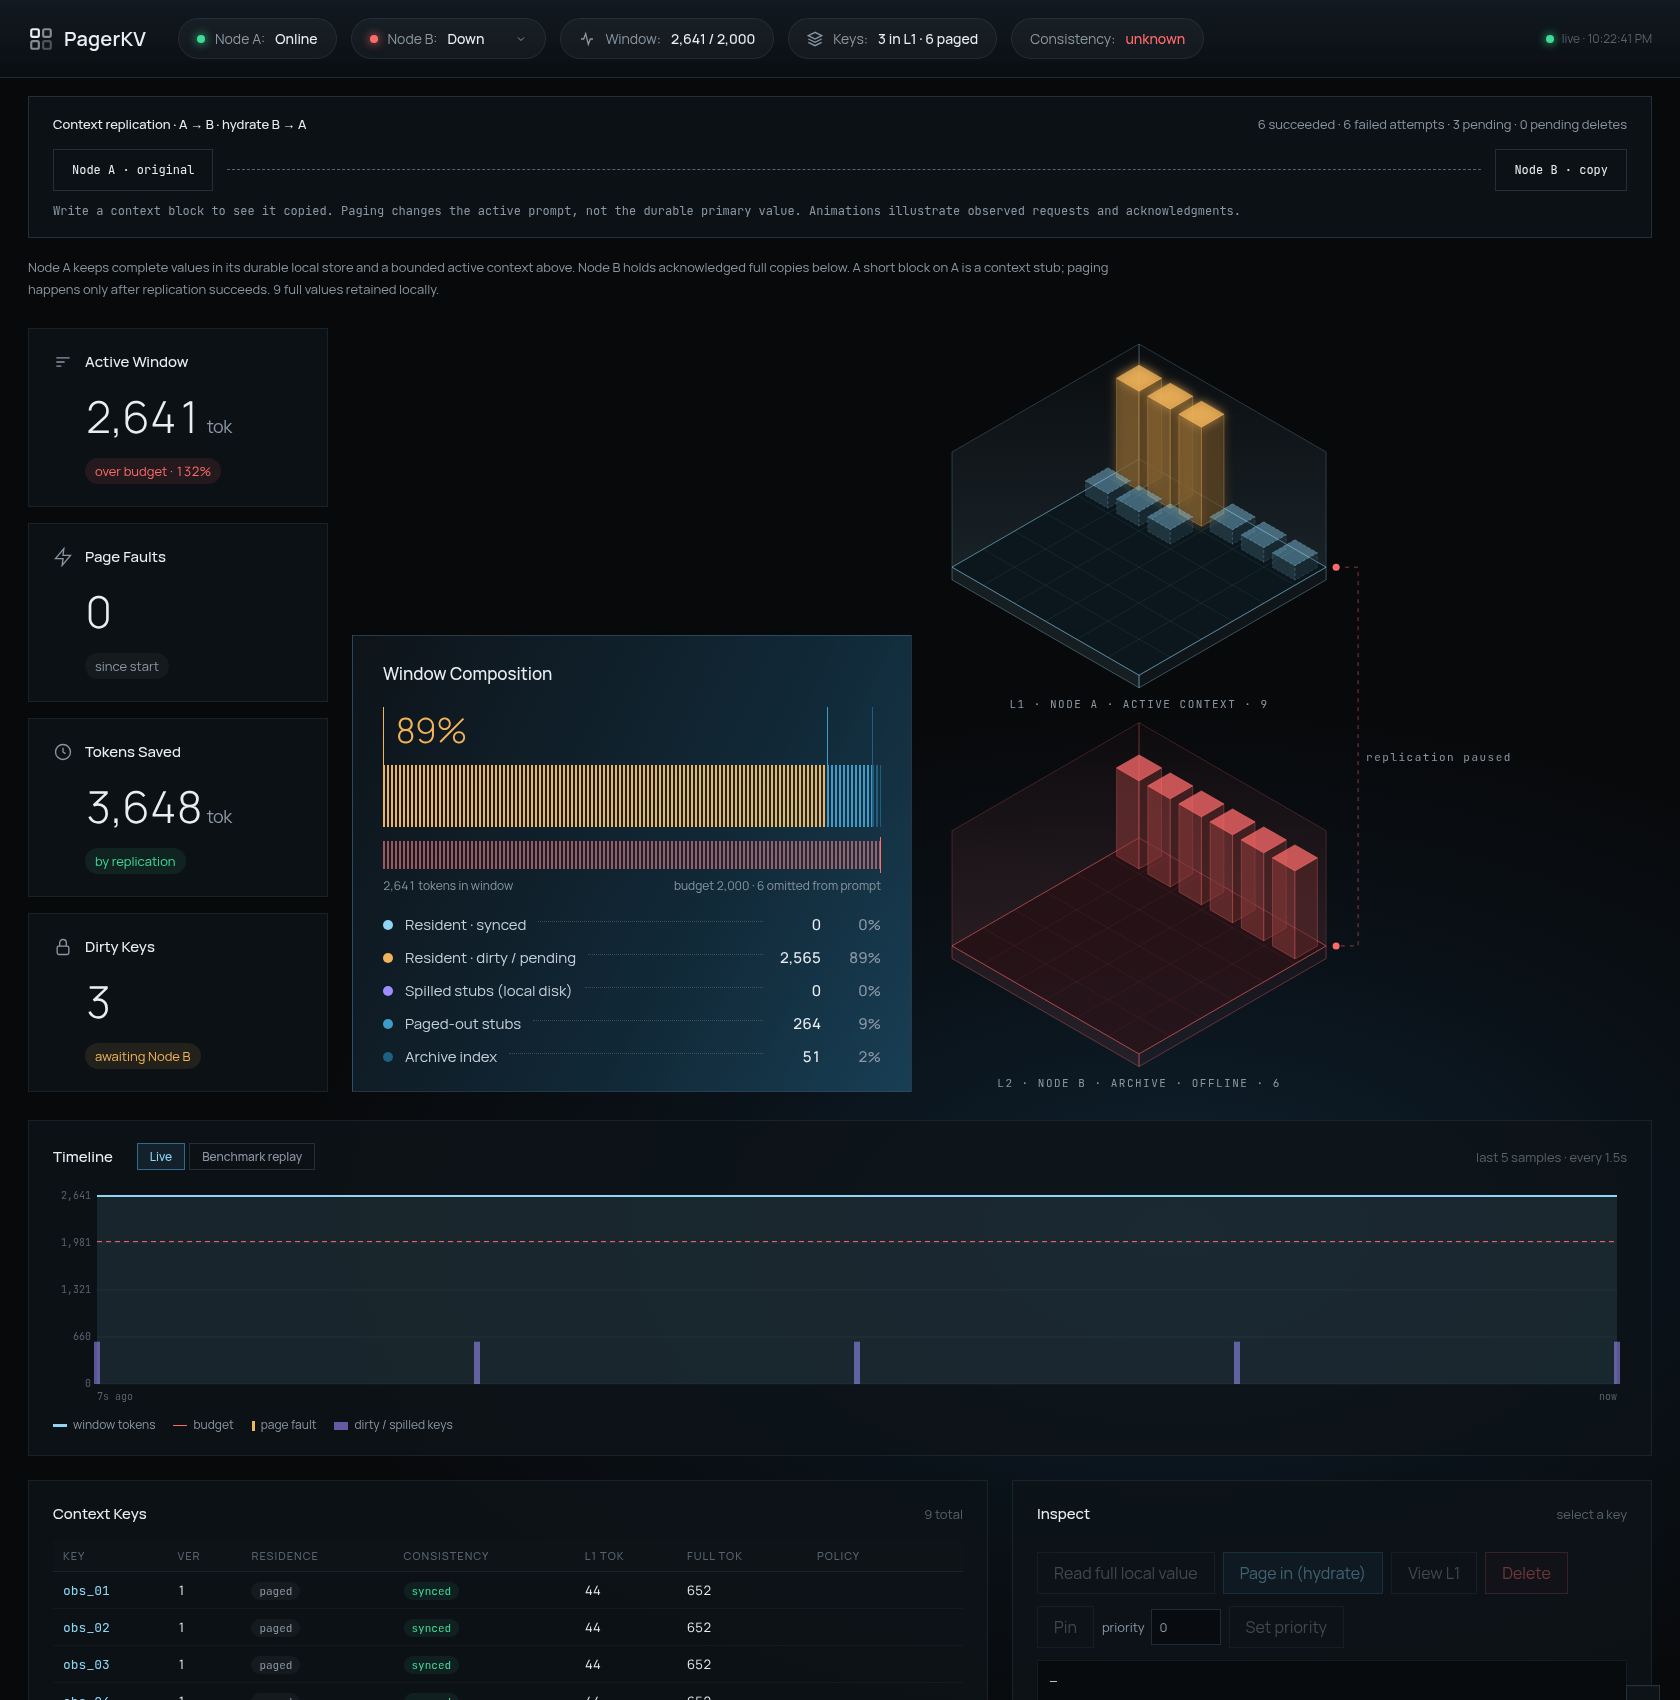 PagerKV
Node A: Online
Node B: Down
Window: 2,641 / 2,000
Keys: 3 in L1 · 6 paged
Consistency: unknown
live · 10:22:41 PM
Context replication · A → B · hydrate B → A
6 succeeded · 6 failed attempts · 3 pending · 0 pending deletes
Node A · original
Node B · copy
Write a context block to see it copied. Paging changes the active prompt, not the durable primary value. Animations illustrate observed requests and acknowledgments.
Node A keeps complete values in its durable local store and a bounded active context above. Node B holds acknowledged full copies below. A short block on A is a context stub; paging
happens only after replication succeeds. 9 full values retained locally.
Active Window
2,641 tok
over budget · 132%
Page Faults
0
since start
Tokens Saved
3,648 tok
by replication
Dirty Keys
3
awaiting Node B
Window Composition
89%
2,641 tokens in window
budget 2,000 · 6 omitted from prompt
Resident · synced 0 0%
Resident · dirty / pending 2,565 89%
Spilled stubs (local disk) 0 0%
Paged-out stubs 264 9%
Archive index 51 2%
L1 · NODE A · ACTIVE CONTEXT · 9
replication paused
L2 · NODE B · ARCHIVE · OFFLINE · 6
Timeline
Live
Benchmark replay
last 5 samples · every 1.5s
2,641
1,981
1,321
660
0
7s ago
now
window tokens
budget
page fault
dirty / spilled keys
Context Keys
9 total
KEY VER RESIDENCE CONSISTENCY L1 TOK FULL TOK POLICY
obs_01 1 paged synced 44 652
obs_02 1 paged synced 44 652
obs_03 1 paged synced 44 652
Inspect
select a key
Read full local value
Page in (hydrate)
View L1
Delete
Pin
priority 0
Set priority
—